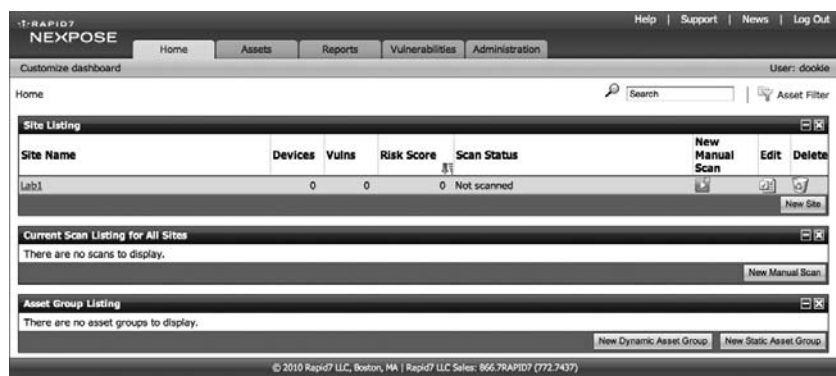 RAPID7
NEXPOSE
Help | Support | News | Log Out
Home Assets Reports Vulnerabilities Administration
Customize dashboard User: dookie
Home Search Asset Filter
Site Listing
Site Name Devices Vulns Risk Score Scan Status New Manual Scan Edit Delete
Lab1 0 0 0 Not scanned
New Site
Current Scan Listing for All Sites
There are no scans to display.
New Manual Scan
Asset Group Listing
There are no asset groups to display.
New Dynamic Asset Group New Static Asset Group
© 2010 Rapid7 LLC, Boston, MA | Rapid7 LLC Sales: 866.7RAPID7 (772.7437)